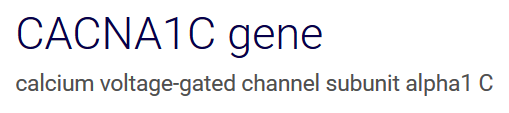 CACNA1C gene
calcium voltage-gated channel subunit alpha1 C